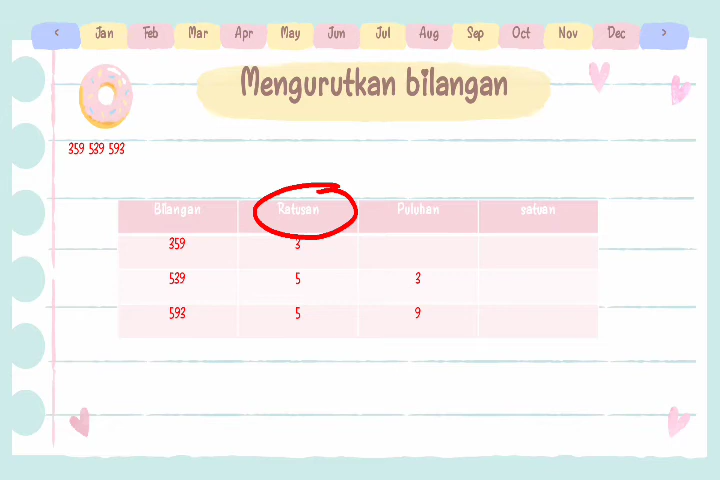 < Jan Feb Mar Apr May Jun Jul Aug Sep Oct Nov Dec >
Mengurutkan bilangan
359 539 593
Bilangan Ratusan Puluhan satuan
359 3
539 5 3
593 5 9